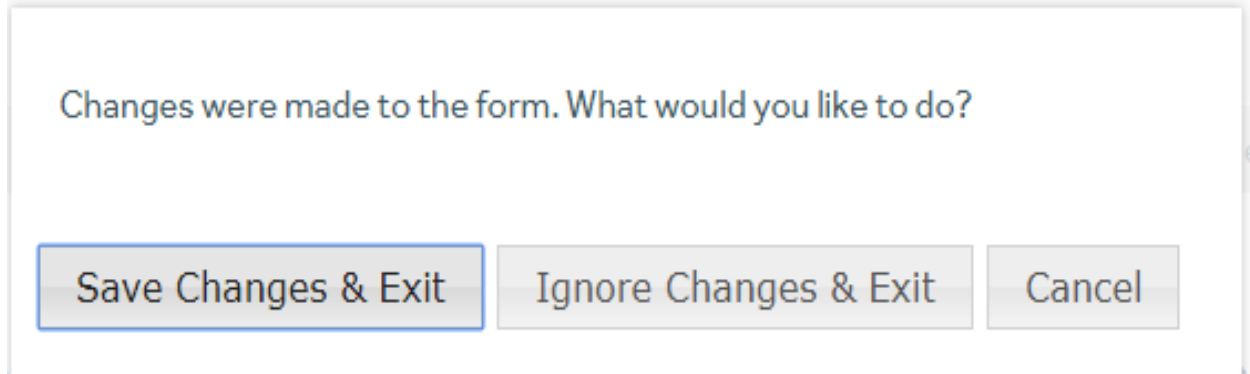 Changes were made to the form. What would you like to do?
Save Changes & Exit Ignore Changes & Exit Cancel